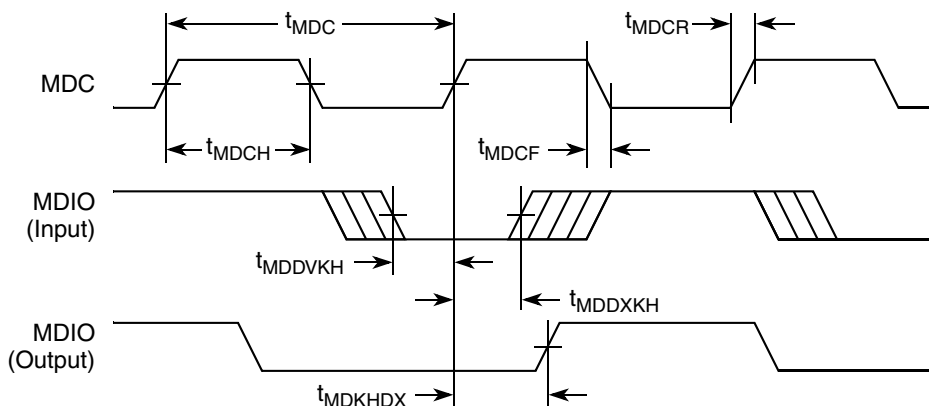 tMDC
tMDCR
MDC
tMDCH
tMDCF
MDIO
(Input)
tMDDVKH
tMDDXKH
MDIO
(Output)
tMDKHDX